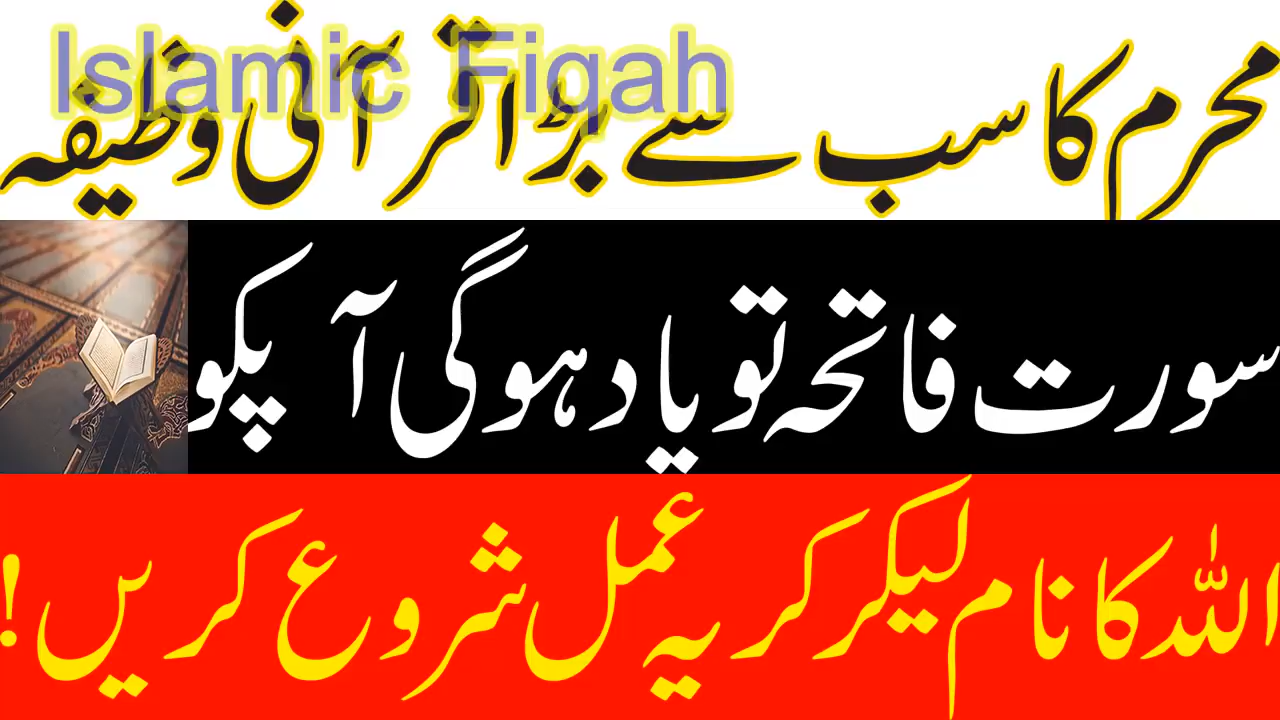 Islamic Fiqah
محرم کا سب سے بڑا قرآنی وظیفہ
سورت فاتحہ تو یاد ہوگی آپکو
اللہ کا نام لیکر کر یہ عمل شروع کریں!